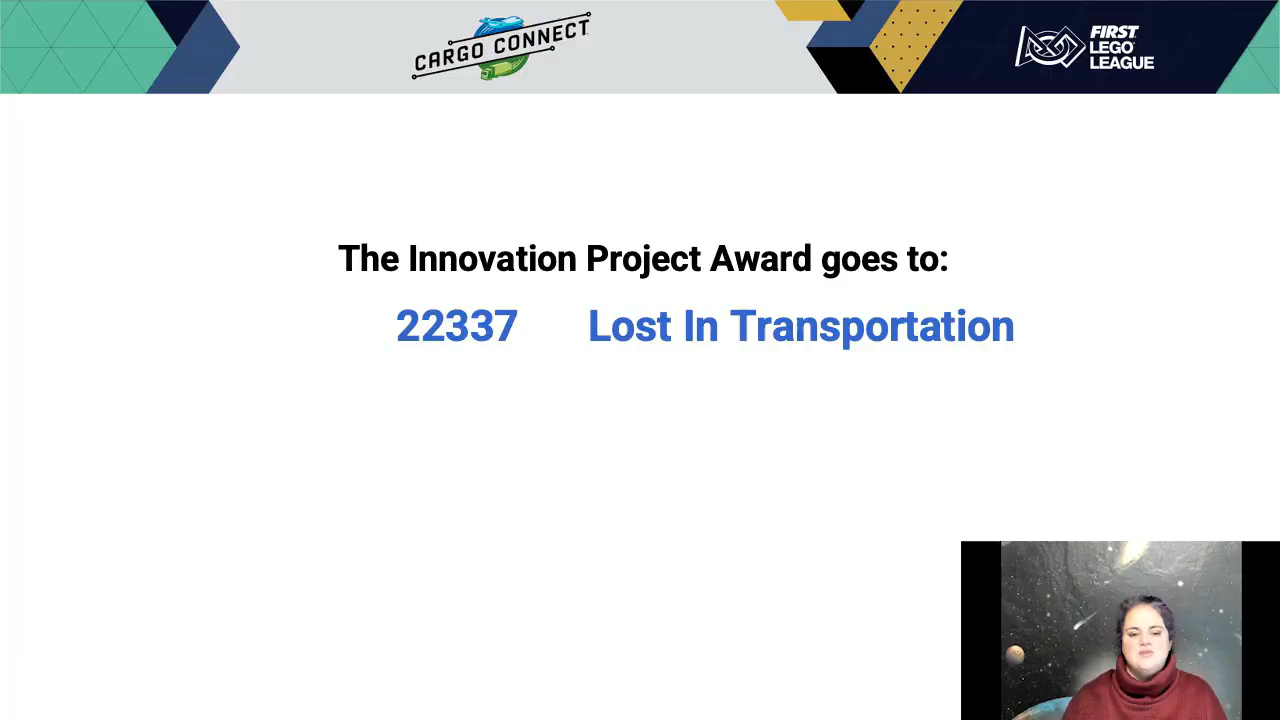 CARGO CONNECT
FIRST
LEGO
LEAGUE
The Innovation Project Award goes to:
22337 Lost In Transportation